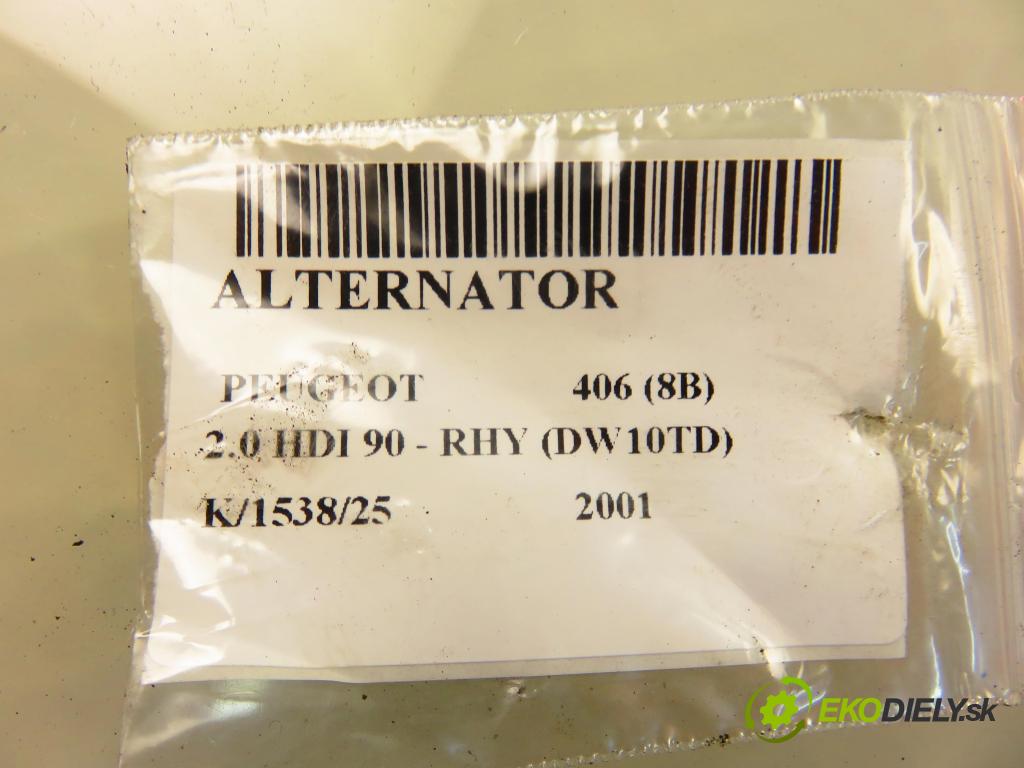 ALTERNATOR
PEUGEOT 406 (8B)
2.0 HDI 90 - RHY (DW10TD)
K/1538/25 2001
EKODIELY.sk